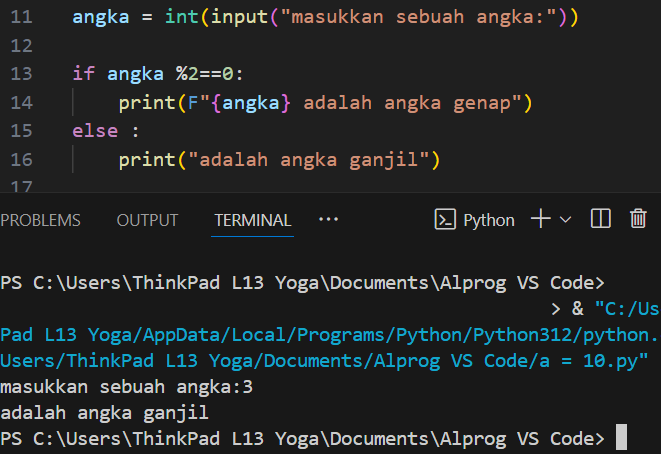 11 angka = int(input("masukkan sebuah angka:"))
12
13 if angka %2==0:
14 print(F"{angka} adalah angka genap")
15 else :
16 print("adalah angka ganjil")
17
PROBLEMS OUTPUT TERMINAL ··· Python
PS C:\Users\ThinkPad L13 Yoga\Documents\Alprog VS Code>
> & "C:/Us
Pad L13 Yoga/AppData/Local/Programs/Python/Python312/python.
Users/ThinkPad L13 Yoga/Documents/Alprog VS Code/a = 10.py"
masukkan sebuah angka:3
adalah angka ganjil
PS C:\Users\ThinkPad L13 Yoga\Documents\Alprog VS Code>